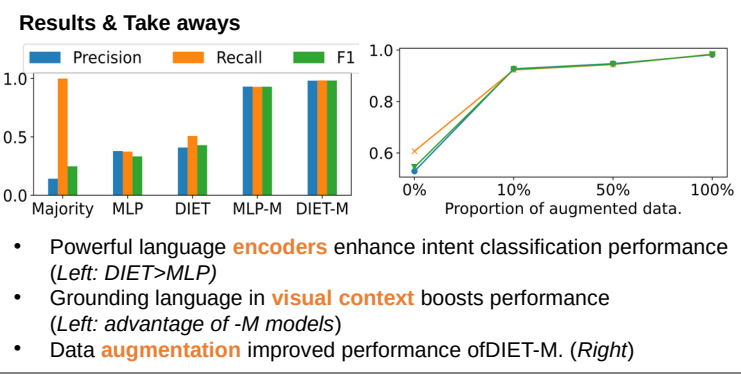 Results & Take aways
Precision Recall F1
1.0
0.5
0.0
Majority MLP DIET MLP-M DIET-M
1.0
0.8
0.6
0% 10% 50% 100%
Proportion of augmented data.
• Powerful language encoders enhance intent classification performance
(Left: DIET>MLP)
• Grounding language in visual context boosts performance
(Left: advantage of -M models)
• Data augmentation improved performance ofDIET-M. (Right)